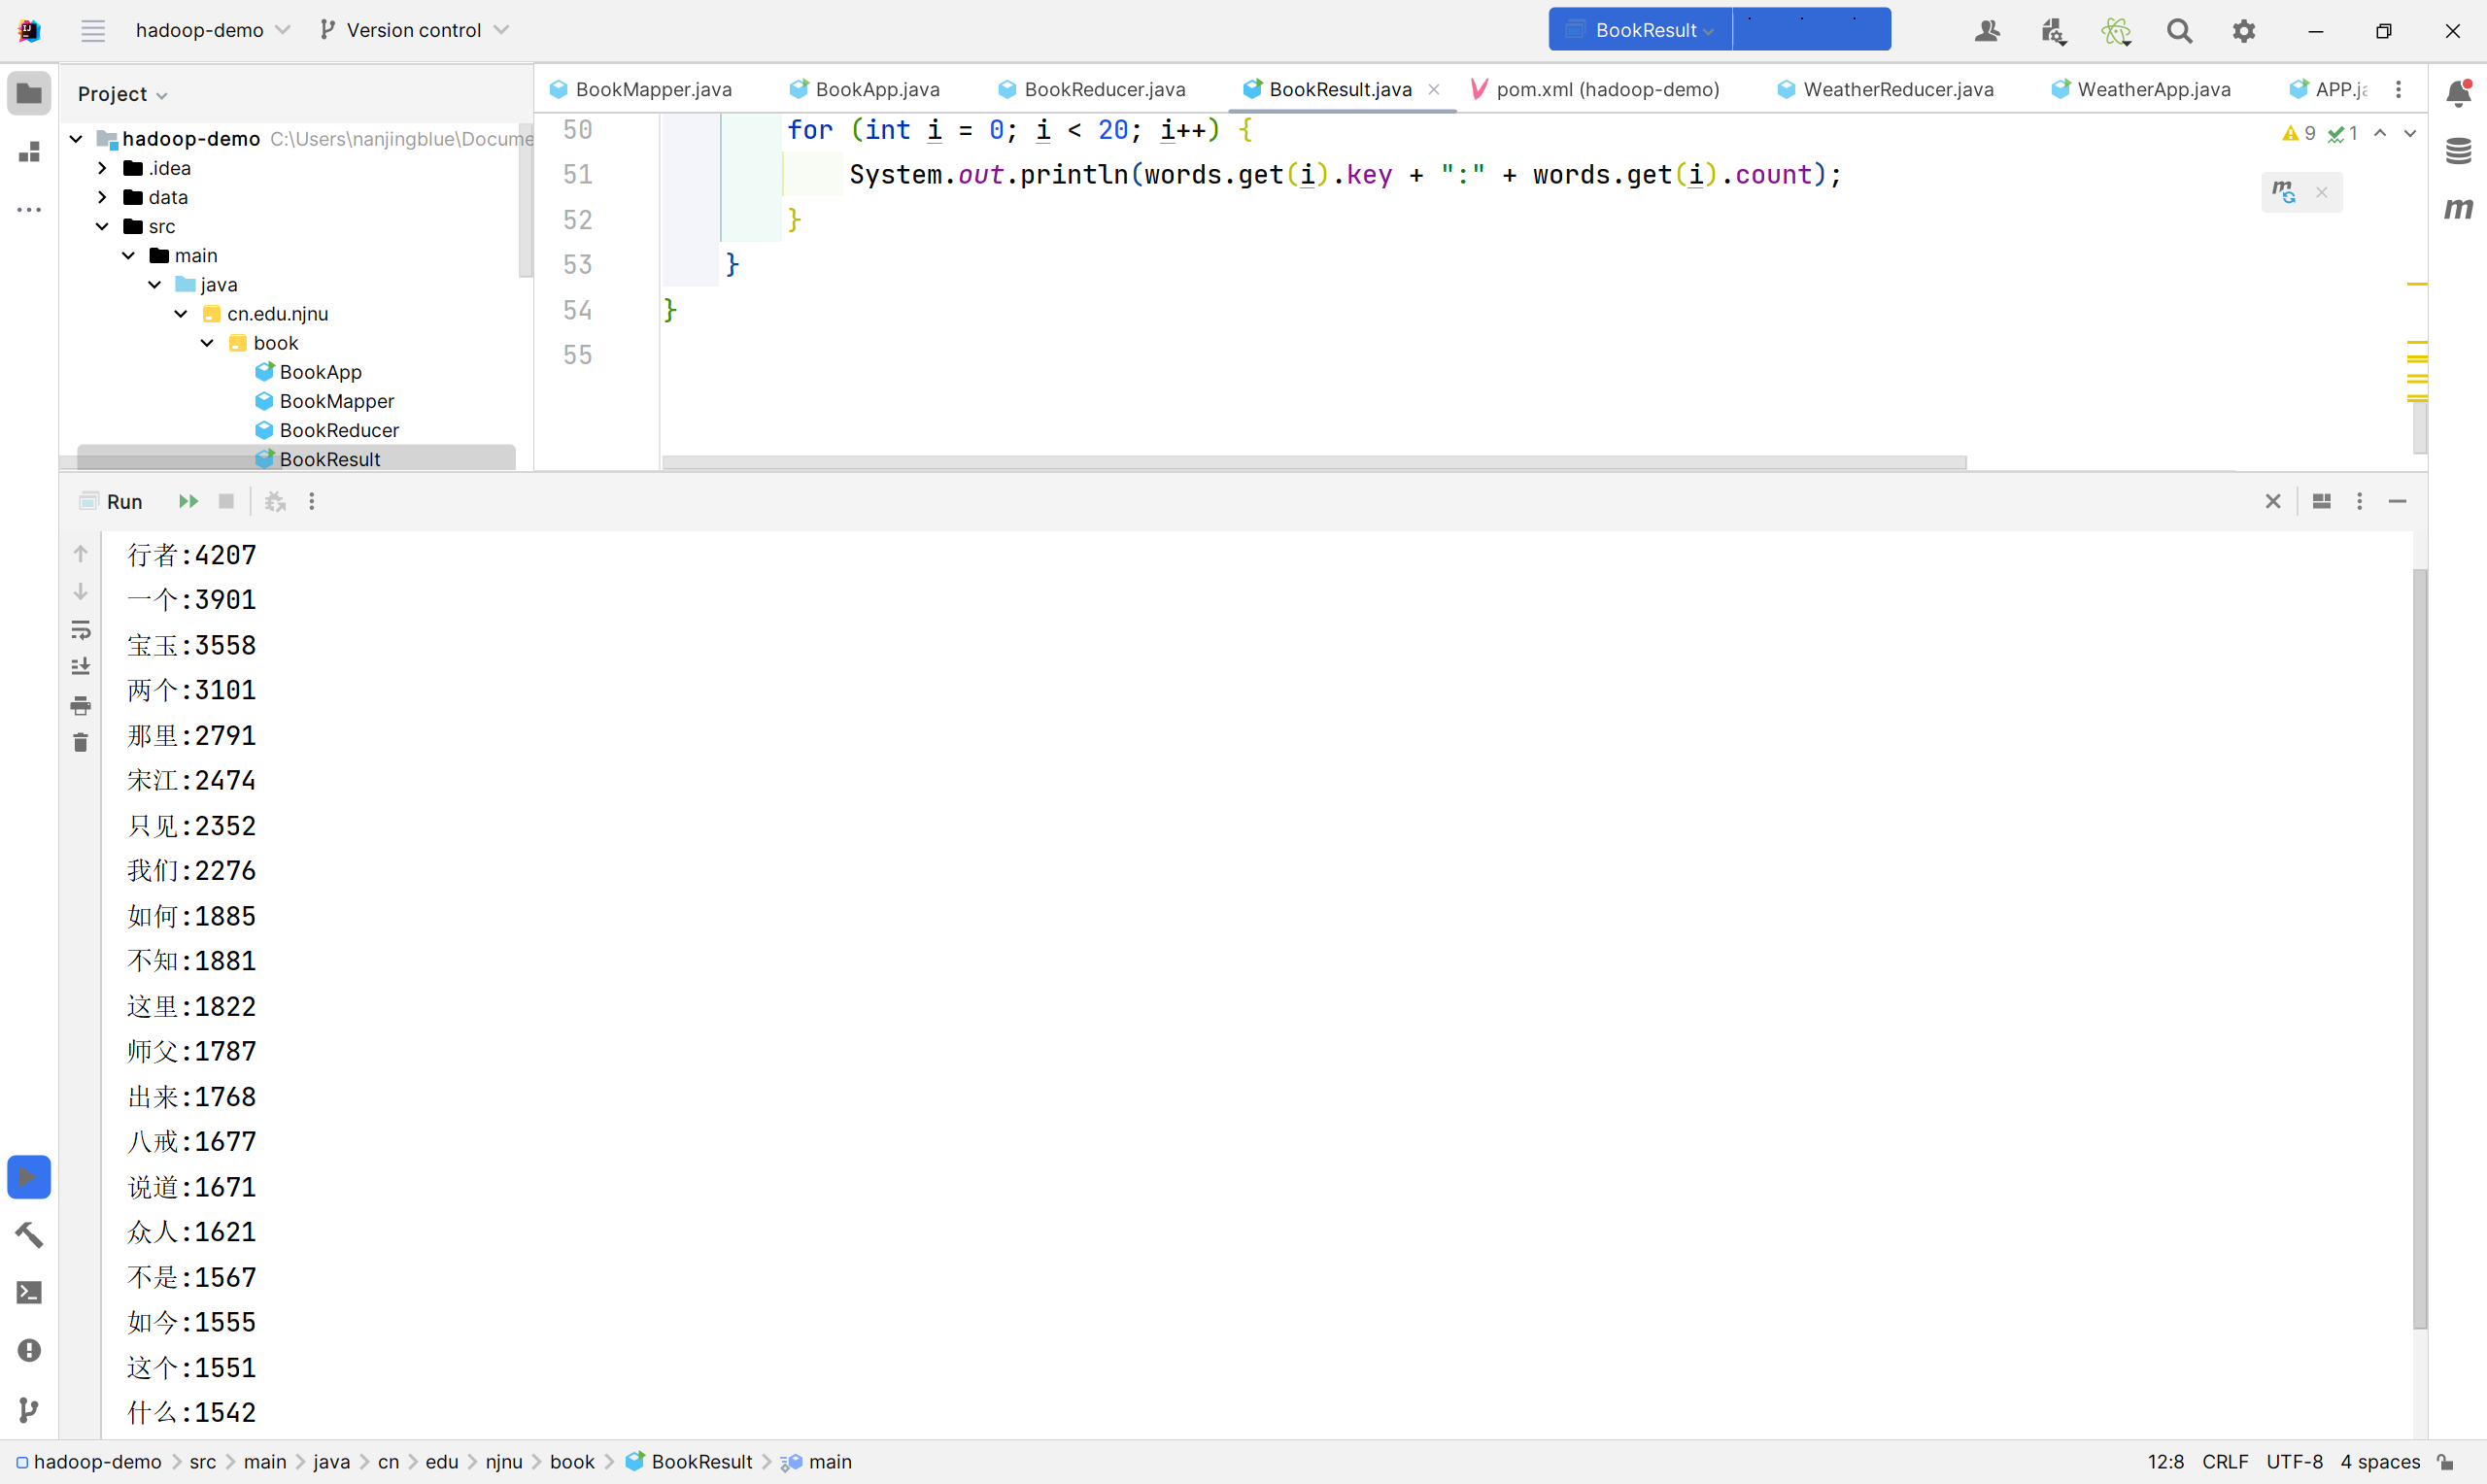 hadoop-demo
Version control
BookResult
Project
BookMapper.java
BookApp.java
BookReducer.java
BookResult.java
pom.xml (hadoop-demo)
WeatherReducer.java
WeatherApp.java
APP.ja
hadoop-demo C:\Users\nanjingblue\Docume
.idea
data
src
main
java
cn.edu.njnu
book
BookApp
BookMapper
BookReducer
BookResult
50 for (int i = 0; i < 20; i++) {
51 System.out.println(words.get(i).key + ":" + words.get(i).count);
52 }
53 }
54 }
55
9 1
m
Run
行者:4207
一个:3901
宝玉:3558
两个:3101
那里:2791
宋江:2474
只见:2352
我们:2276
如何:1885
不知:1881
这里:1822
师父:1787
出来:1768
八戒:1677
说道:1671
众人:1621
不是:1567
如今:1555
这个:1551
什么:1542
hadoop-demo > src > main > java > cn > edu > njnu > book > BookResult > main
12:8 CRLF UTF-8 4 spaces